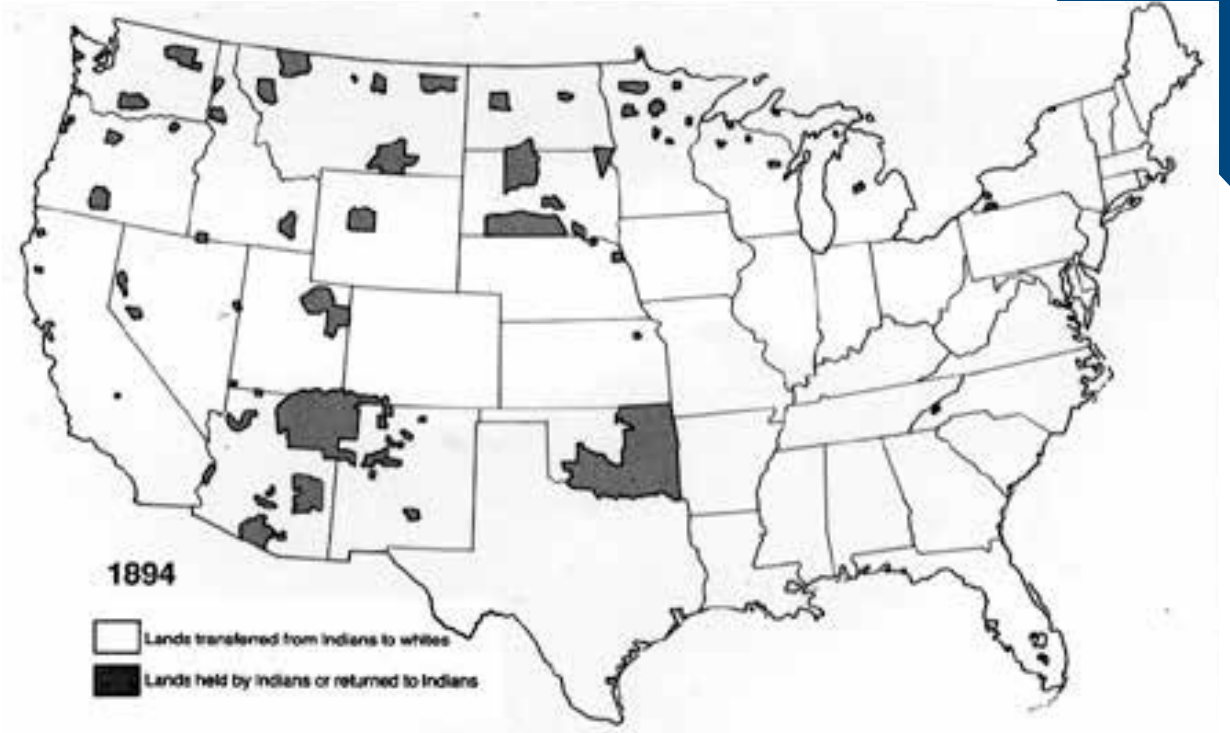 1894
Lands transferred from Indians to whites
Lands held by Indians or returned to Indians